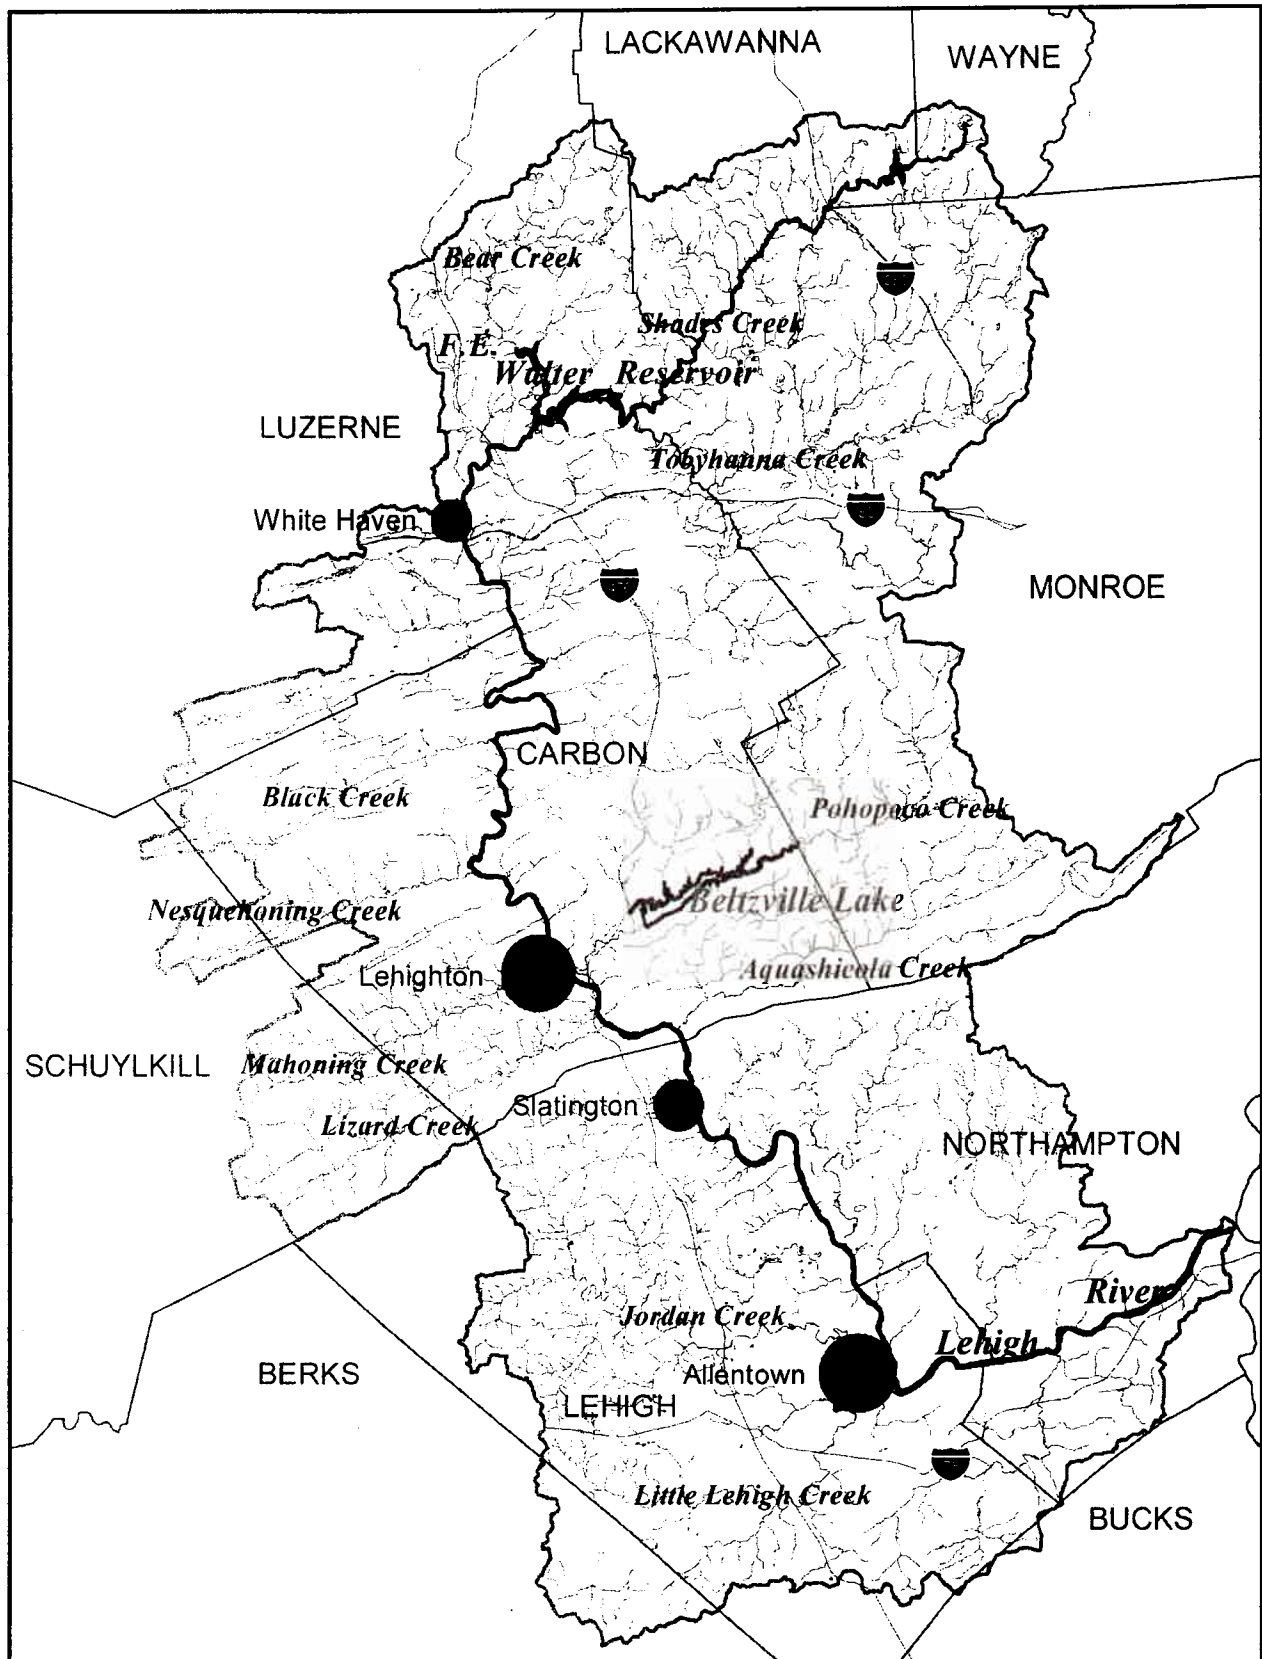 LACKAWANNA
WAYNE
Bear Creek
Shades Creek
F.E.
Walter Reservoir
LUZERNE
Tobyhanna Creek
White Haven
MONROE
CARBON
Black Creek
Pohopoco Creek
Beltzville Lake
Nesquehoning Creek
Aquashicola Creek
Lehighton
SCHUYLKILL
Mahoning Creek
Slatington
Lizard Creek
NORTHAMPTON
River
Jordan Creek
Lehigh
BERKS
Allentown
LEHIGH
Little Lehigh Creek
BUCKS